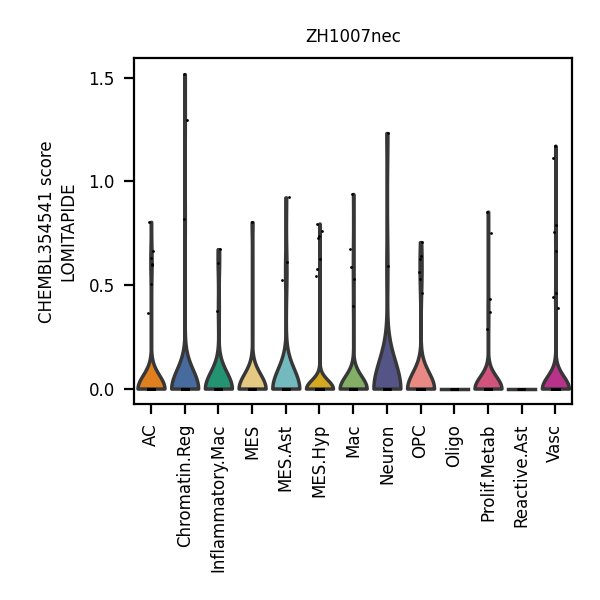 ZH1007nec
CHEMBL354541 score
LOMITAPIDE
1.5
1.0
0.5
0.0
AC
Chromatin.Reg
Inflammatory.Mac
MES
MES.Ast
MES.Hyp
Mac
Neuron
OPC
Oligo
Prolif.Metab
Reactive.Ast
Vasc